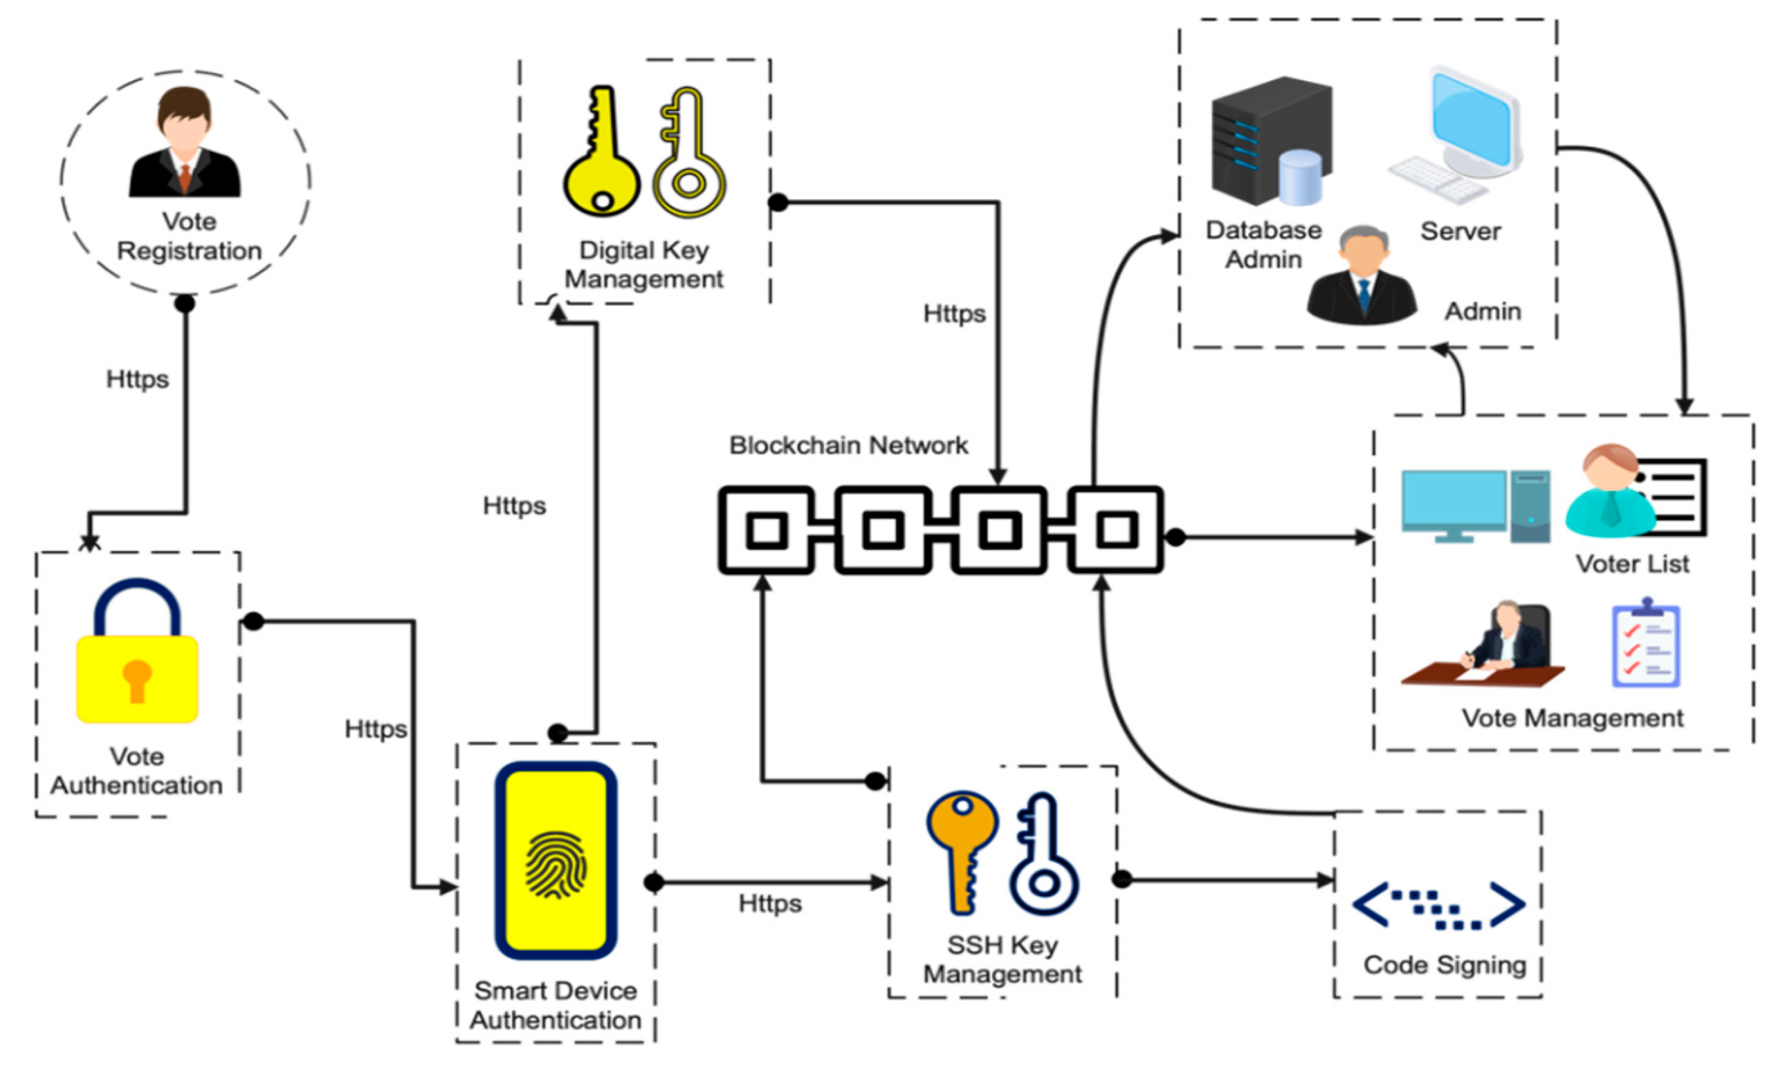 Vote
Registration
Https
Vote
Authentication
Https
Smart Device
Authentication
Https
Digital Key
Management
Https
Blockchain Network
Https
SSH Key
Management
Code Signing
Database
Admin
Server
Admin
Voter List
Vote Management